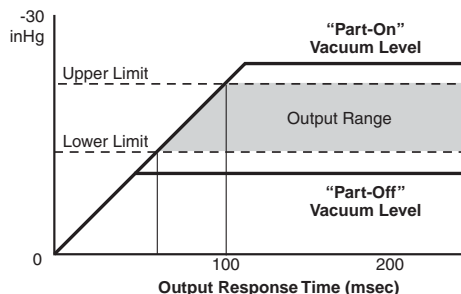 -30
inHg
“Part-On”
Vacuum Level
Upper Limit
Output Range
Lower Limit
“Part-Off”
Vacuum Level
0
100
200
Output Response Time (msec)